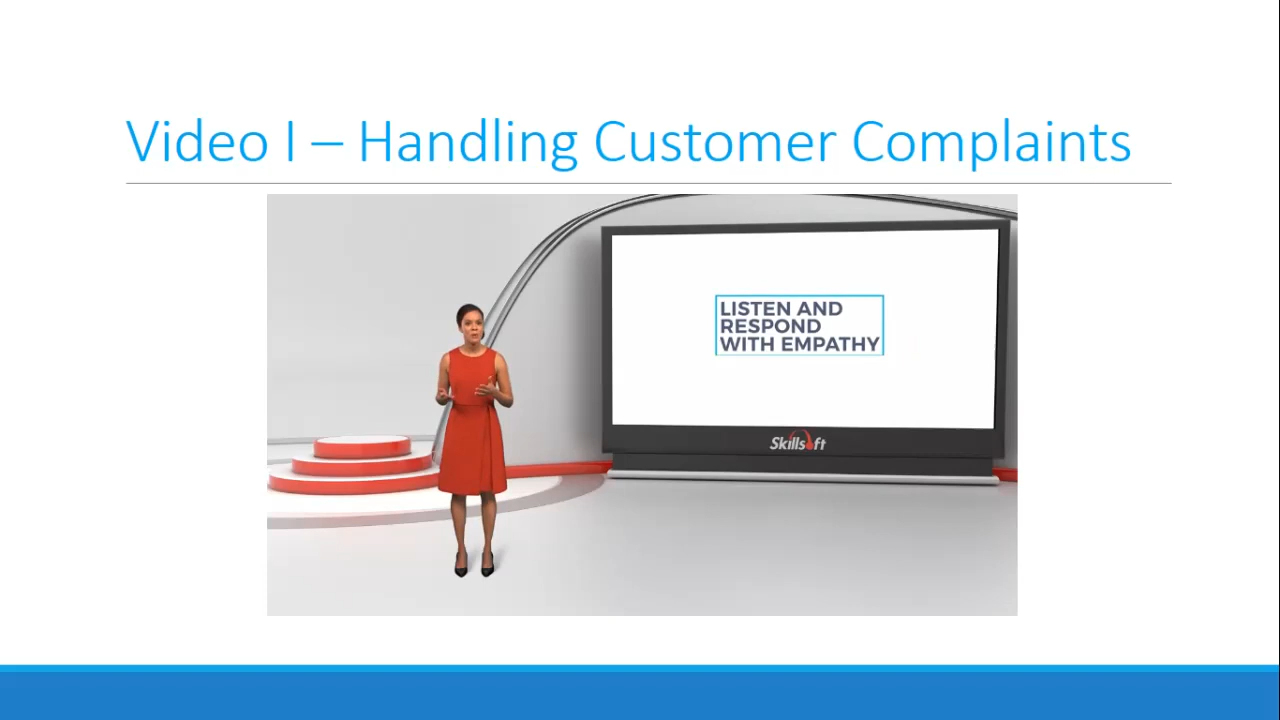 Video I – Handling Customer Complaints
LISTEN AND
RESPOND
WITH EMPATHY
Skillsoft